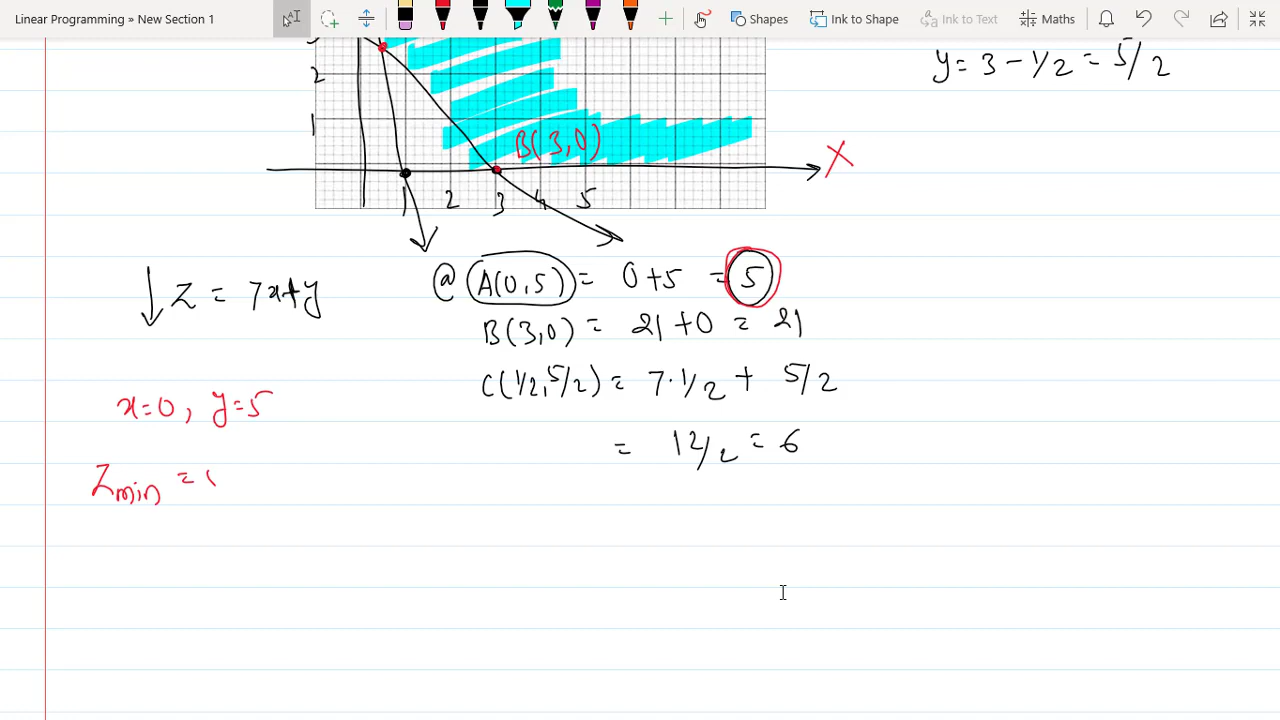 Linear Programming » New Section 1
Shapes Ink to Shape Ink to Text Maths
y = 3 - 1/2 = 5/2
2
1
B(3,0)
X
1 2 3 4 5
↓ Z = 7x+y
@ A(0,5) = 0+5 = 5
B(3,0) = 21 + 0 = 21
C(1/2, 5/2) = 7·1/2 + 5/2
= 12/2 = 6
x=0, y=5
Zmin =